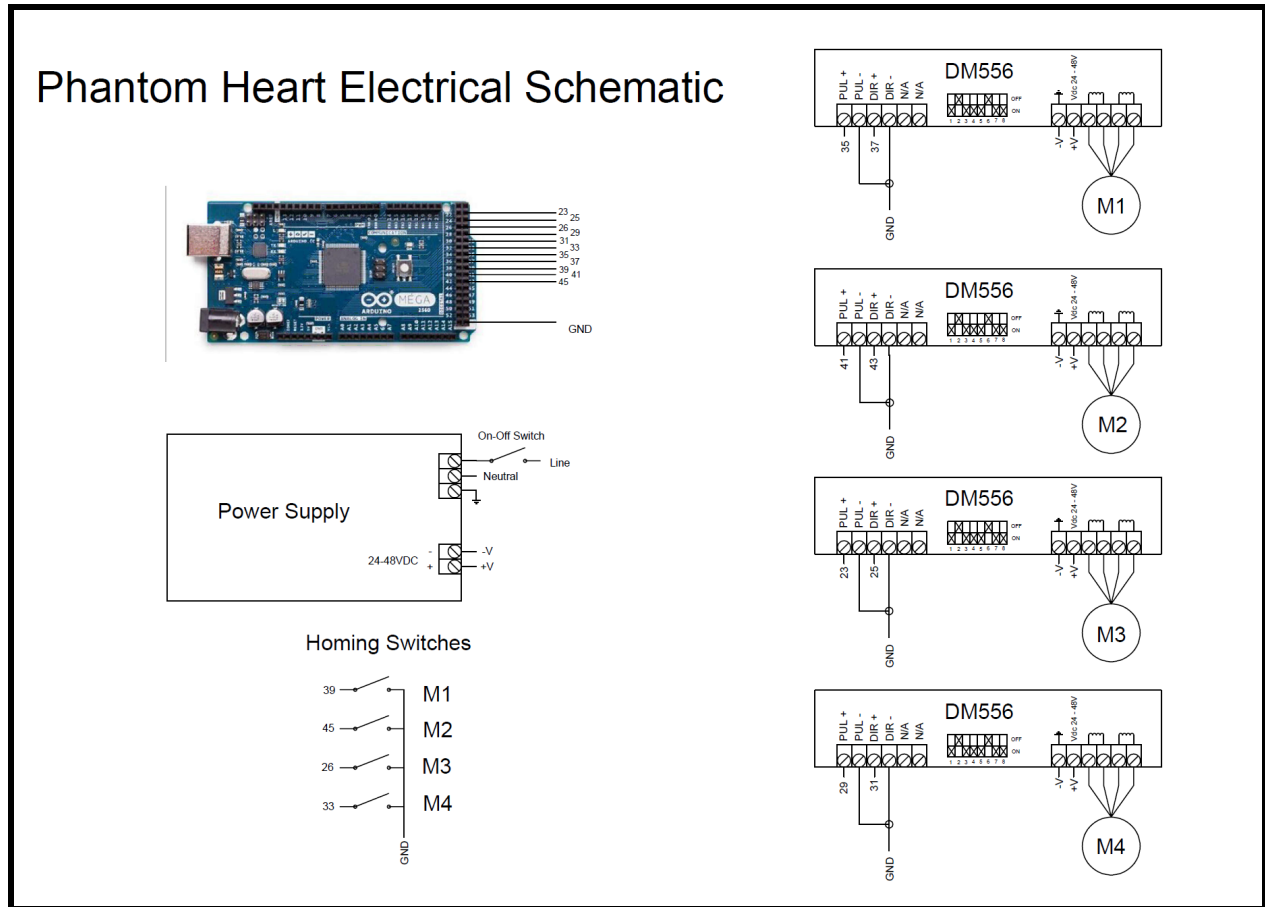 Phantom Heart Electrical Schematic
ARDUINO
MEGA
2560
23
25
26
29
31
33
35
37
39
41
45
GND
Power Supply
On-Off Switch
Line
Neutral
24-48VDC
-
+
-V
+V
Homing Switches
39
M1
45
M2
26
M3
33
M4
GND
DM556
PUL +
PUL -
DIR +
DIR -
N/A
N/A
OFF
ON
1 2 3 4 5 6 7 8
Vdc 24 - 48V
35
37
GND
-V
+V
M1
DM556
PUL +
PUL -
DIR +
DIR -
N/A
N/A
OFF
ON
1 2 3 4 5 6 7 8
Vdc 24 - 48V
41
43
GND
-V
+V
M2
DM556
PUL +
PUL -
DIR +
DIR -
N/A
N/A
OFF
ON
1 2 3 4 5 6 7 8
Vdc 24 - 48V
23
25
GND
-V
+V
M3
DM556
PUL +
PUL -
DIR +
DIR -
N/A
N/A
OFF
ON
1 2 3 4 5 6 7 8
Vdc 24 - 48V
29
31
GND
-V
+V
M4